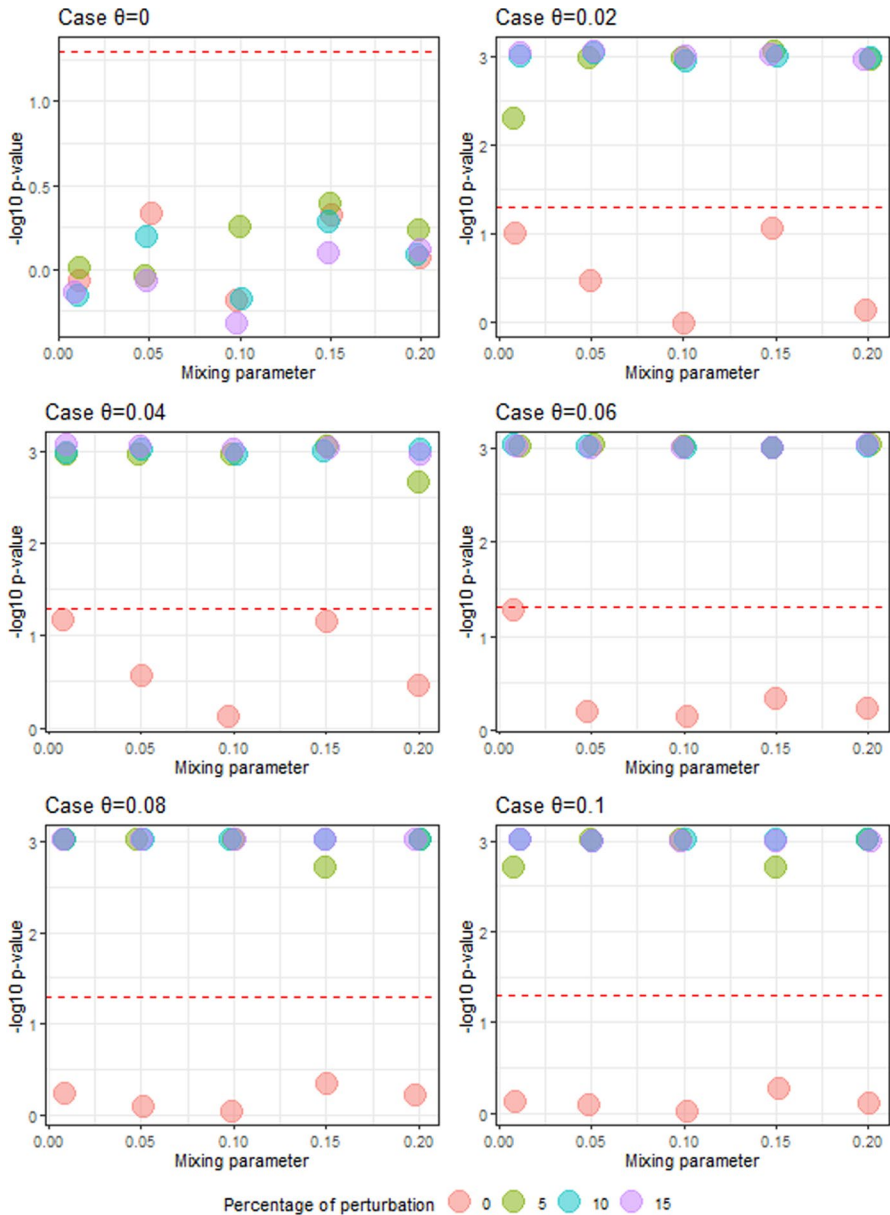 Case θ=0
Case θ=0.02
-log10 p-value
1.0
0.5
0.0
0.00
0.05
0.10
0.15
0.20
Mixing parameter
-log10 p-value
3
2
1
0
0.00
0.05
0.10
0.15
0.20
Mixing parameter
Case θ=0.04
Case θ=0.06
-log10 p-value
3
2
1
0
0.00
0.05
0.10
0.15
0.20
Mixing parameter
-log10 p-value
3
2
1
0
0.00
0.05
0.10
0.15
0.20
Mixing parameter
Case θ=0.08
Case θ=0.1
-log10 p-value
3
2
1
0
0.00
0.05
0.10
0.15
0.20
Mixing parameter
-log10 p-value
3
2
1
0
0.00
0.05
0.10
0.15
0.20
Mixing parameter
Percentage of perturbation 0 5 10 15